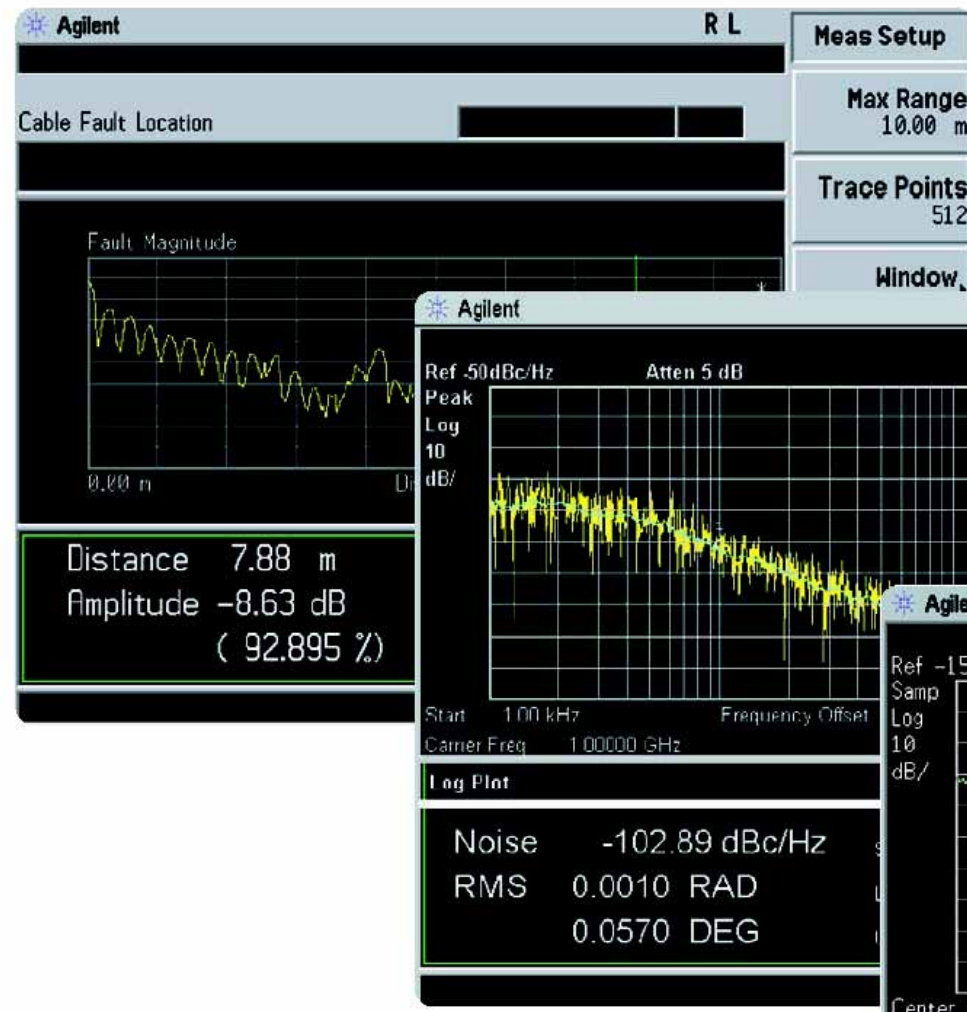 Agilent
R L
Meas Setup
Max Range
10.00 m
Cable Fault Location
Trace Points
512
Fault Magnitude
Window
0.00 m
Distance 7.88 m
Amplitude -8.63 dB
( 92.895 %)
Agilent
Ref -50dBc/Hz Atten 5 dB
Peak
Log
10
dB/
Start 1.00 kHz Frequency Offset
Carrier Freq 1.00000 GHz
Log Plot
Noise -102.89 dBc/Hz
RMS 0.0010 RAD
0.0570 DEG
Agile
Ref -15
Samp
Log
10
dB/
Center